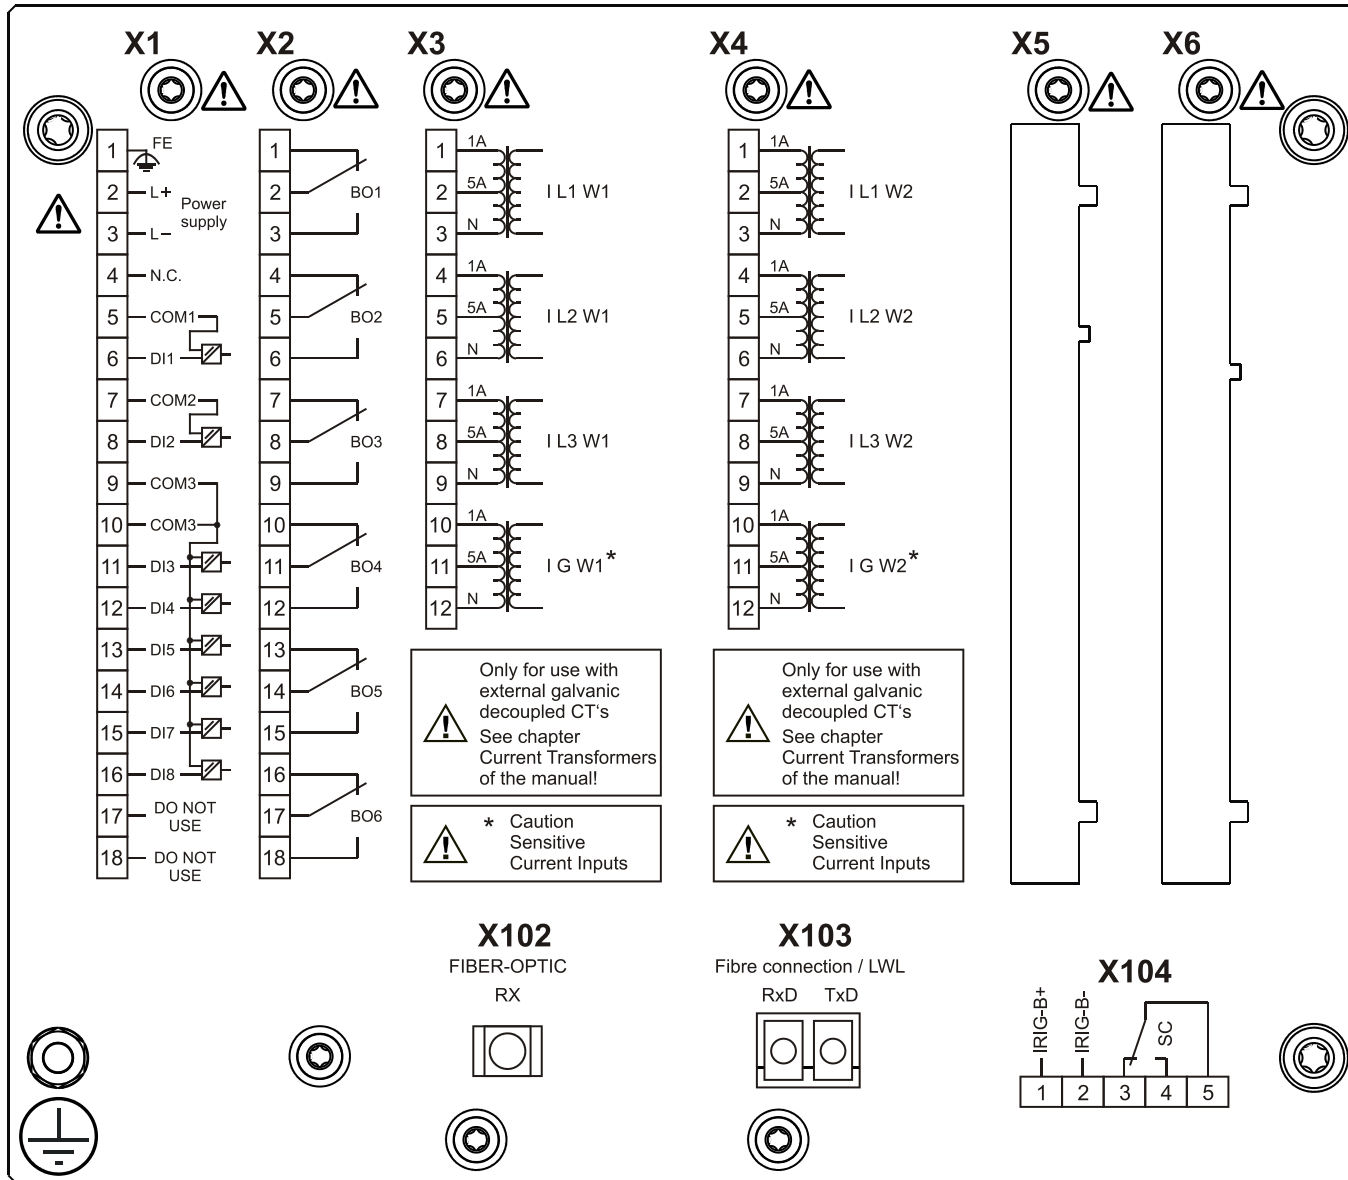 X1
X2
X3
X4
X5
X6
1 FE
2 L+
Power
supply
3 L–
4 N.C.
5 COM1
6 DI1
7 COM2
8 DI2
9 COM3
10 COM3
11 DI3
12 DI4
13 DI5
14 DI6
15 DI7
16 DI8
17 DO NOT
USE
18 DO NOT
USE
1
2 BO1
3
4
5 BO2
6
7
8 BO3
9
10
11 BO4
12
13
14 BO5
15
16
17 BO6
18
1 1A
2 5A I L1 W1
3 N
4 1A
5 5A I L2 W1
6 N
7 1A
8 5A I L3 W1
9 N
10 1A
11 5A I G W1*
12 N
Only for use with
external galvanic
decoupled CT‘s
See chapter
Current Transformers
of the manual!
* Caution
Sensitive
Current Inputs
1 1A
2 5A I L1 W2
3 N
4 1A
5 5A I L2 W2
6 N
7 1A
8 5A I L3 W2
9 N
10 1A
11 5A I G W2*
12 N
Only for use with
external galvanic
decoupled CT‘s
See chapter
Current Transformers
of the manual!
* Caution
Sensitive
Current Inputs
X102
FIBER-OPTIC
RX
X103
Fibre connection / LWL
RxD TxD
X104
IRIG-B+
IRIG-B-
SC
1 2 3 4 5